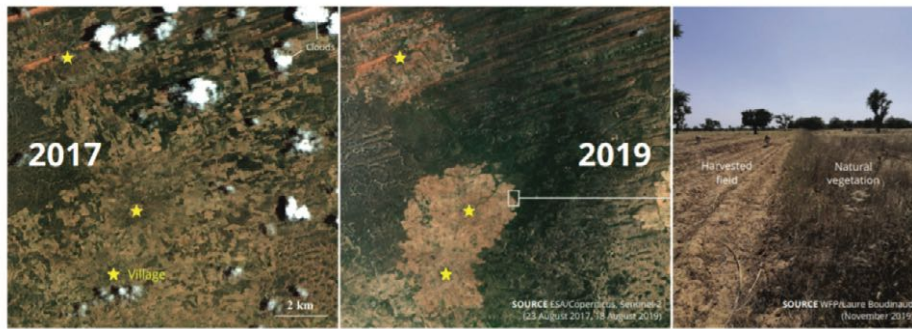 Clouds
2017
Village
2 km
2019
SOURCE ESA/Copernicus, Sentinel-2
(23 August 2017, 18 August 2019)
Harvested
field
Natural
vegetation
SOURCE WFP/Laure Boudinaud
(November 2019)